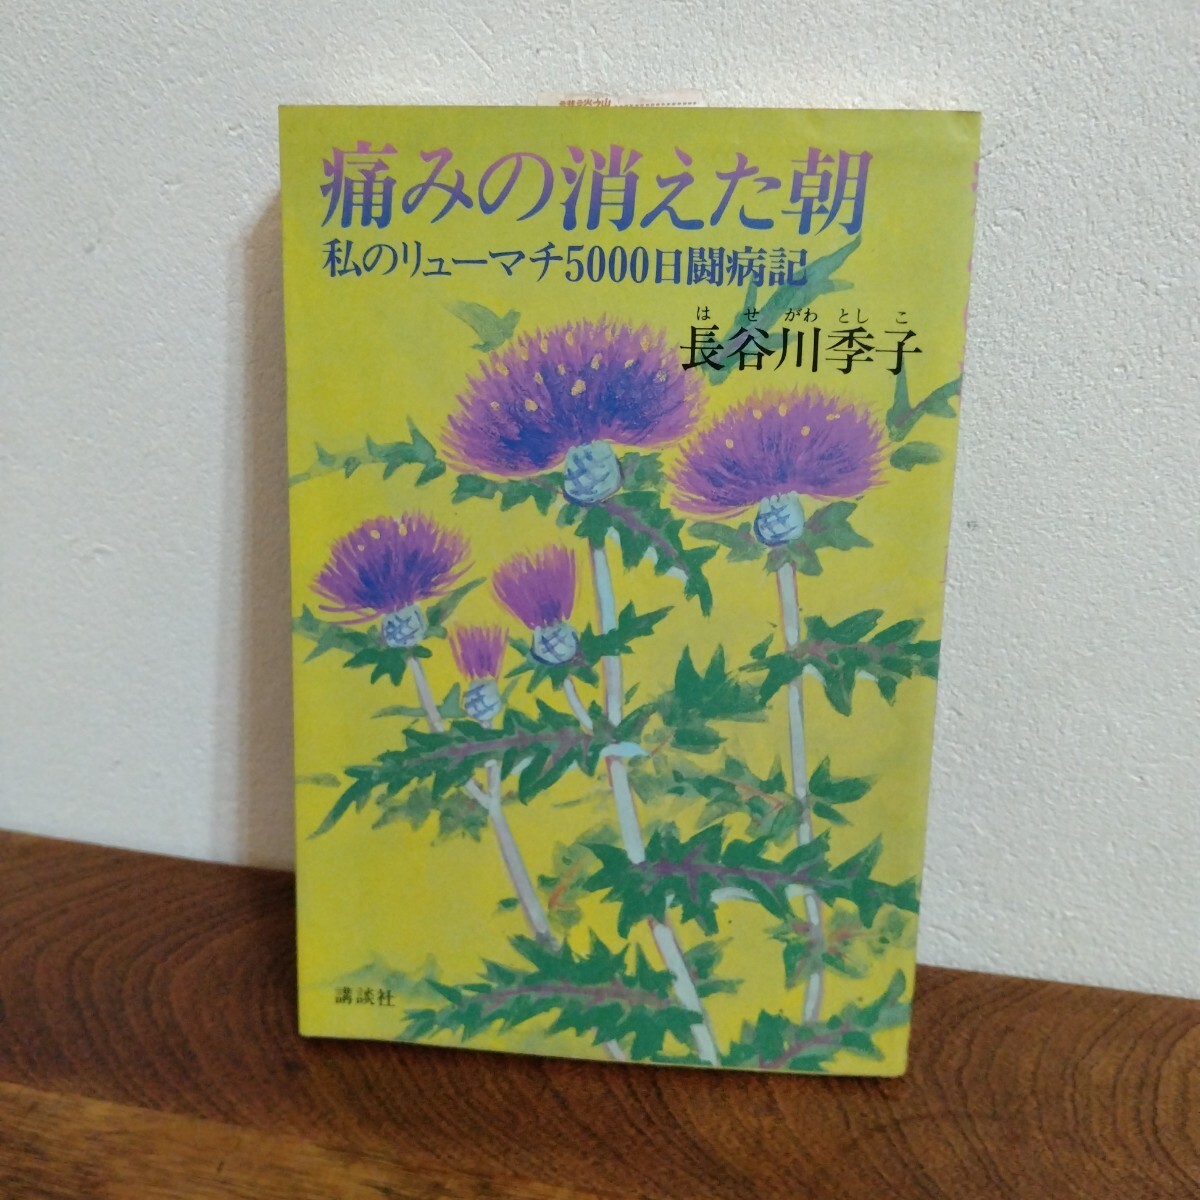 痛みの消えた朝
私のリューマチ5000日闘病記
はせがわとしこ
長谷川季子
講談社